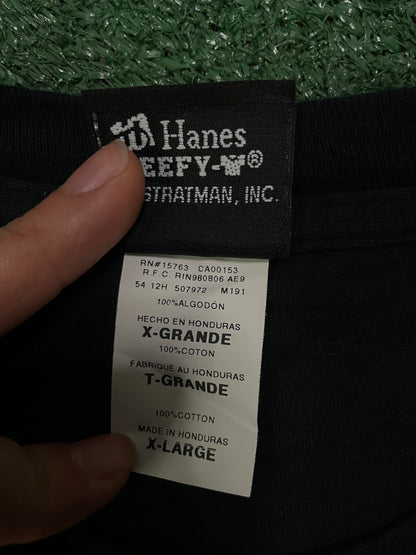 Hanes
EEFY-T®
STRATMAN, INC.
RN#15763 CA00153
R.F.C. RIN980806 AE9
54 12H 507972 M191
100%ALGODÓN
HECHO EN HONDURAS
X-GRANDE
100%COTON
FABRIQUÉ AU HONDURAS
T-GRANDE
100%COTTON
MADE IN HONDURAS
X-LARGE